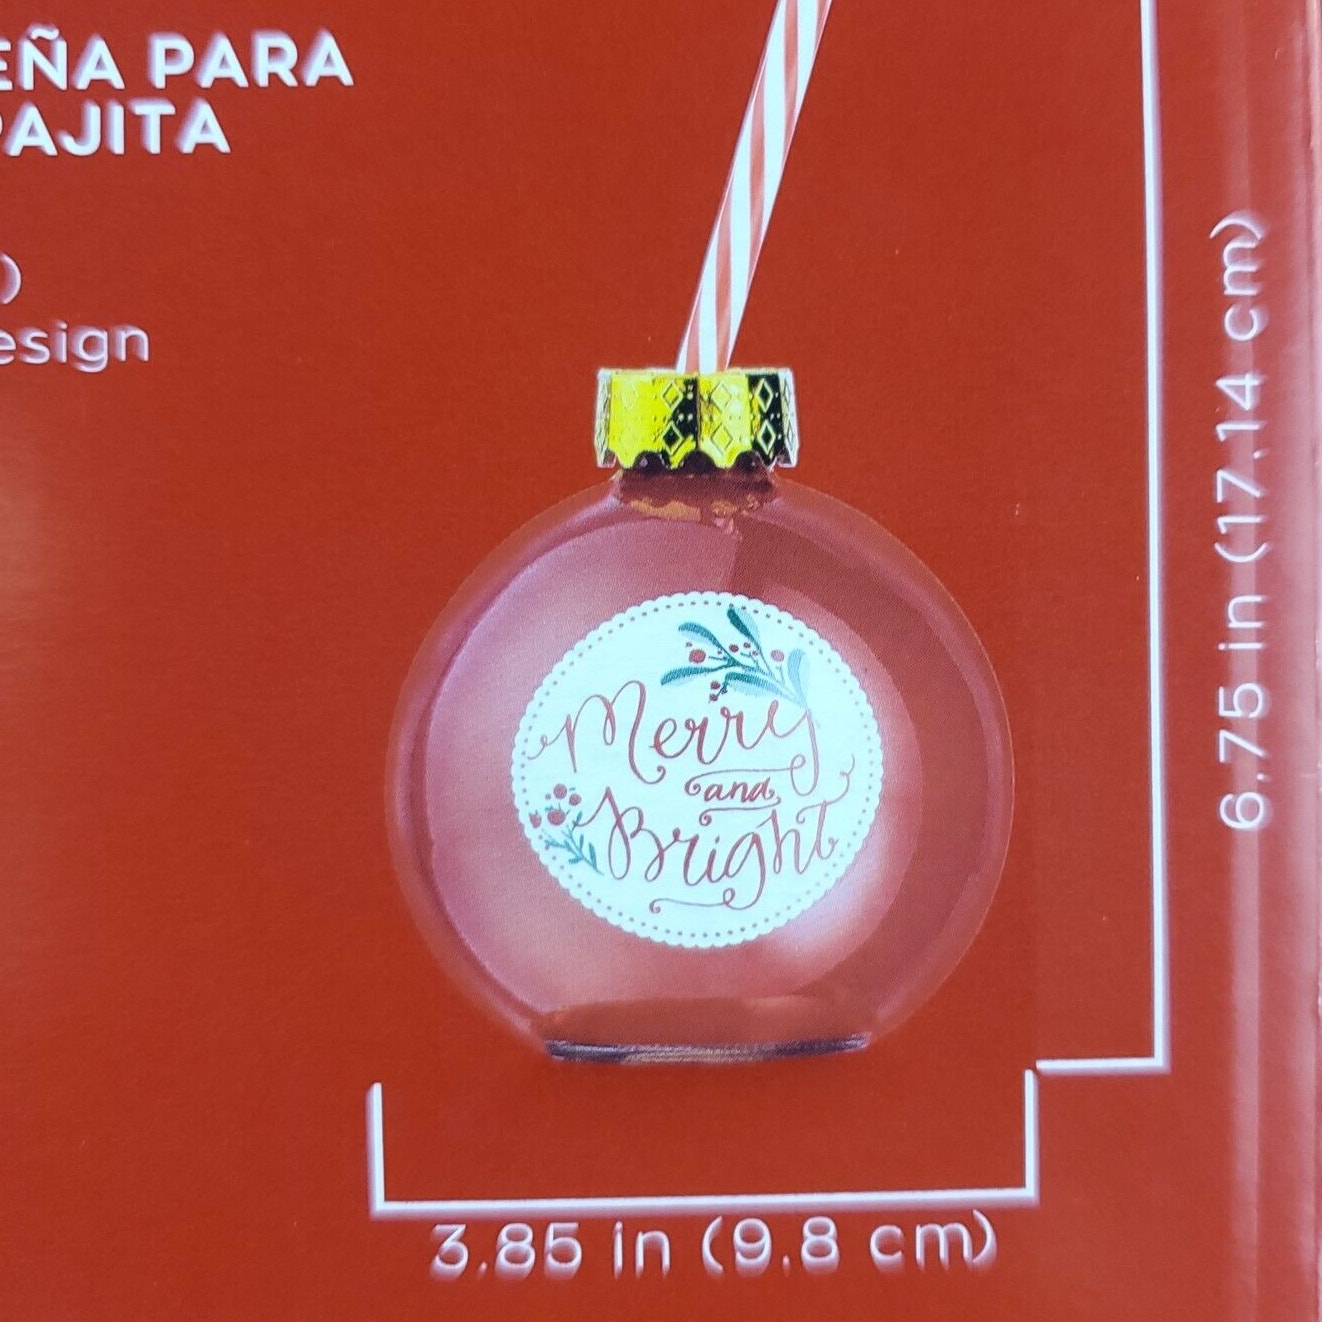 EÑA PARA
PAJITA
)
esign
Merry
and
Bright
6.75 in (17.14 cm)
3.85 in (9.8 cm)